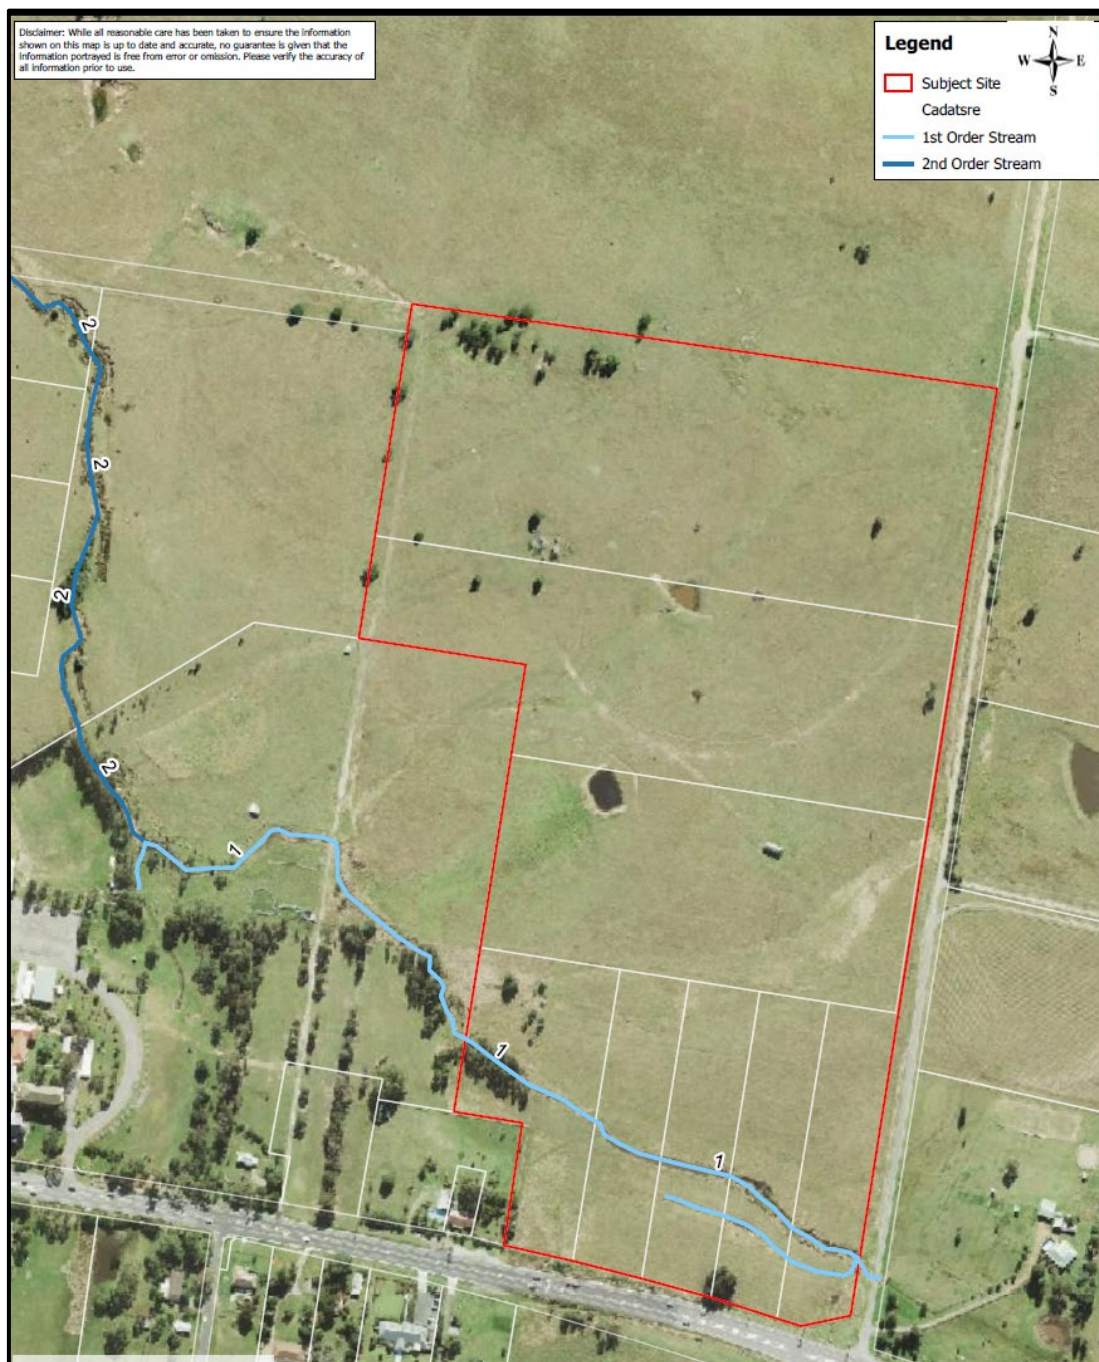 Disclaimer: While all reasonable care has been taken to ensure the information
shown on this map is up to date and accurate, no guarantee is given that the
information portrayed is free from error or omission. Please verify the accuracy of
all information prior to use.
Legend
N
W E
S
Subject Site
Cadatsre
1st Order Stream
2nd Order Stream
2
2
2
2
1
1
1